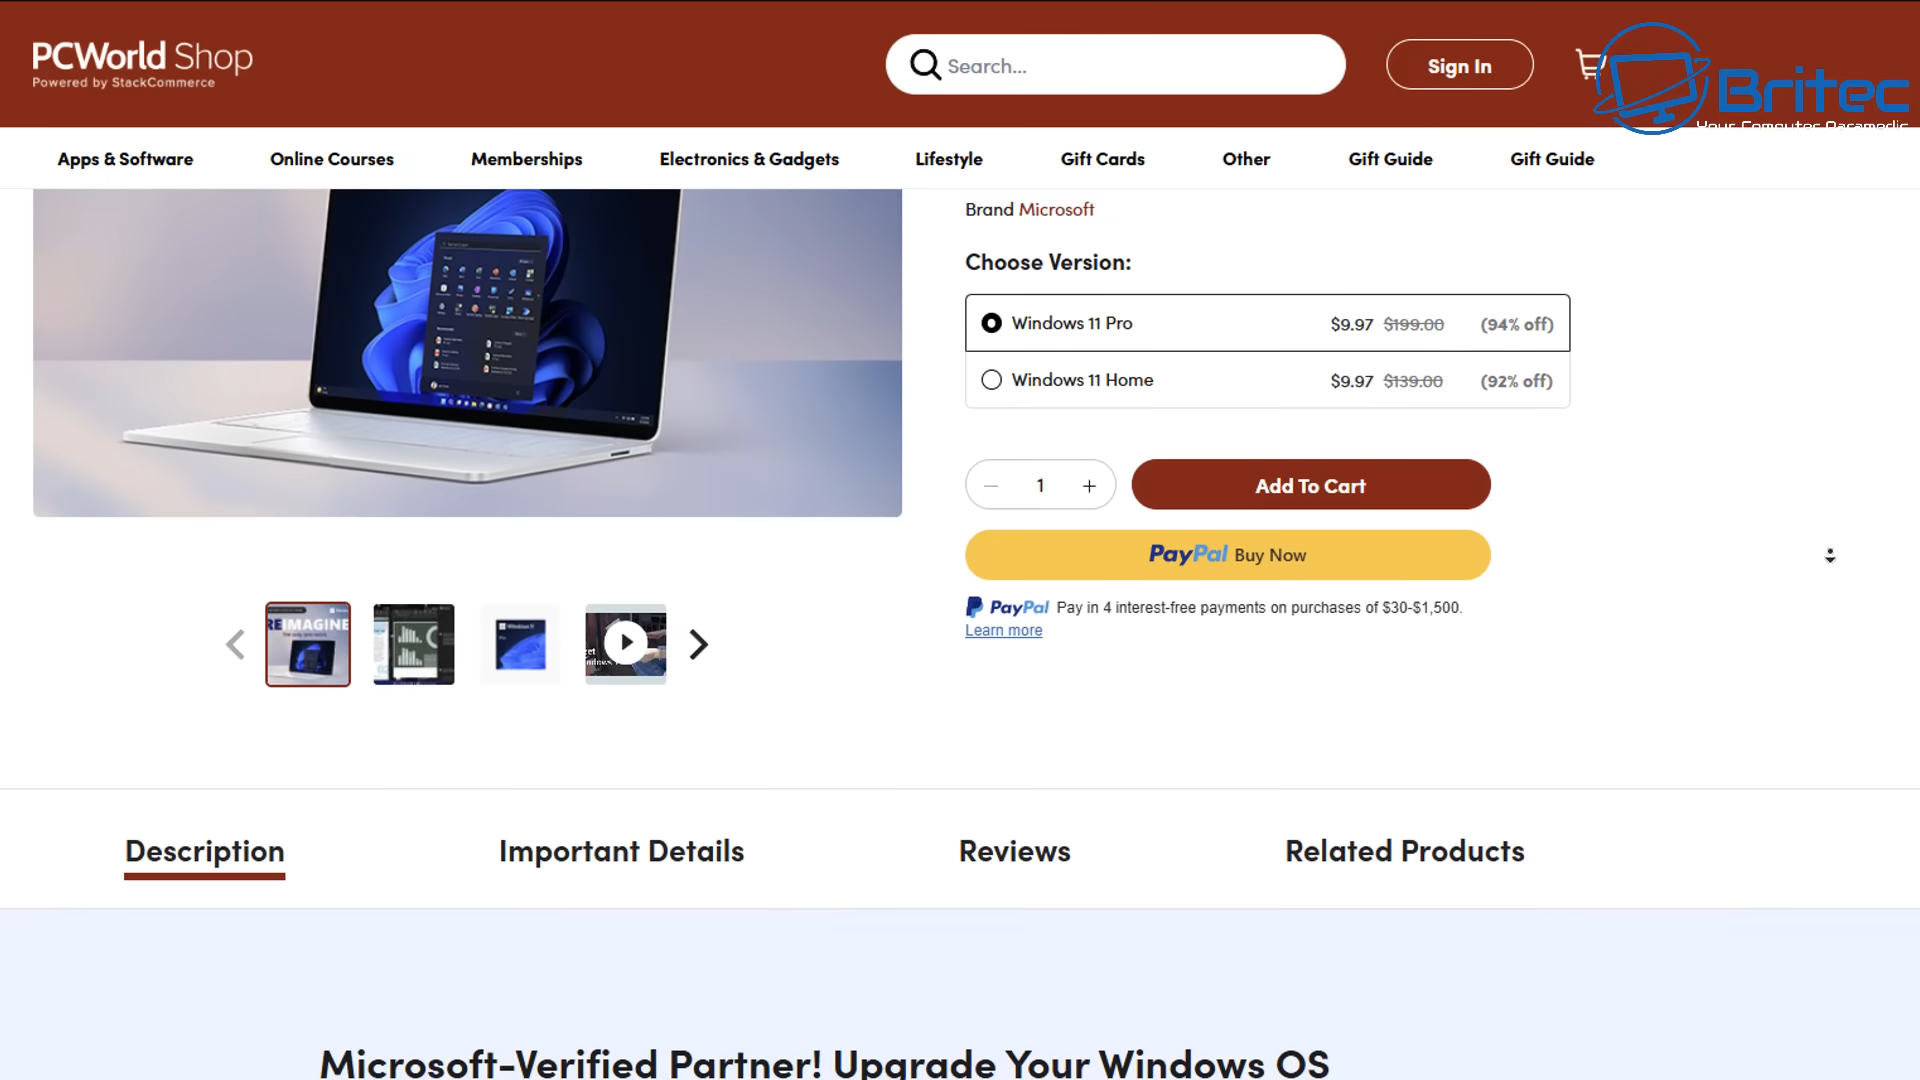 PCWorld Shop
Powered by StackCommerce
Search...
Sign In
Britec
Your Computer Paramedic
Apps & Software
Online Courses
Memberships
Electronics & Gadgets
Lifestyle
Gift Cards
Other
Gift Guide
Gift Guide
Brand Microsoft
Choose Version:
Windows 11 Pro $9.97 $199.00 (94% off)
Windows 11 Home $9.97 $139.00 (92% off)
1
Add To Cart
PayPal Buy Now
PayPal Pay in 4 interest-free payments on purchases of $30-$1,500.
Learn more
REIMAGINE
Description
Important Details
Reviews
Related Products
Microsoft-Verified Partner! Upgrade Your Windows OS